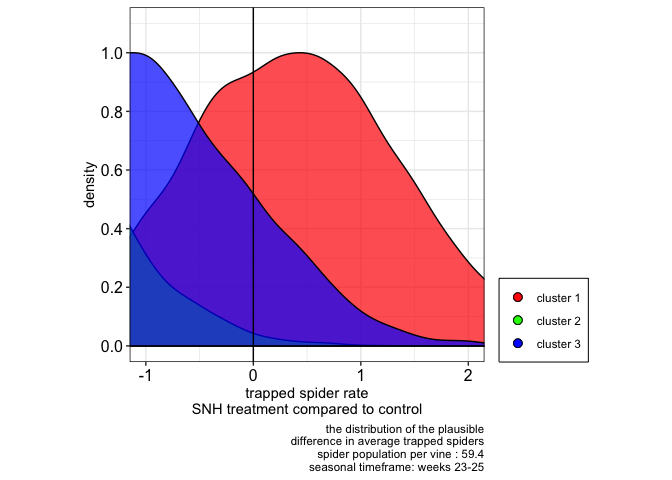 1.0
0.8
0.6
0.4
0.2
0.0
density
-1 0 1 2
trapped spider rate
SNH treatment compared to control
cluster 1
cluster 2
cluster 3
the distribution of the plausible
difference in average trapped spiders
spider population per vine : 59.4
seasonal timeframe: weeks 23-25